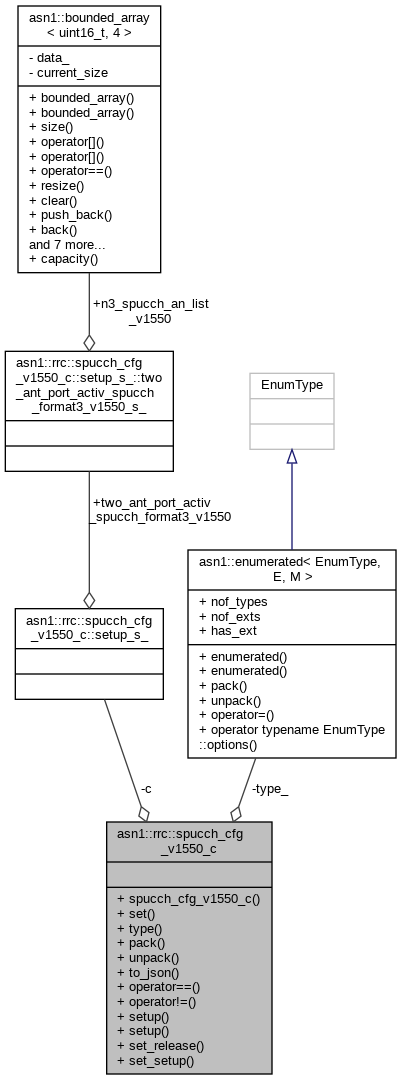 asn1::bounded_array
< uint16_t, 4 >
- data_
- current_size
+ bounded_array()
+ bounded_array()
+ size()
+ operator[]()
+ operator[]()
+ operator==()
+ resize()
+ clear()
+ push_back()
+ back()
and 7 more...
+ capacity()
+n3_spucch_an_list
_v1550
asn1::rrc::spucch_cfg
_v1550_c::setup_s_::two
_ant_port_activ_spucch
_format3_v1550_s_
+two_ant_port_activ
_spucch_format3_v1550
asn1::rrc::spucch_cfg
_v1550_c::setup_s_
EnumType
asn1::enumerated< EnumType,
E, M >
+ nof_types
+ nof_exts
+ has_ext
+ enumerated()
+ enumerated()
+ pack()
+ unpack()
+ operator=()
+ operator typename EnumType
::options()
-c
-type_
asn1::rrc::spucch_cfg
_v1550_c
+ spucch_cfg_v1550_c()
+ set()
+ type()
+ pack()
+ unpack()
+ to_json()
+ operator==()
+ operator!=()
+ setup()
+ setup()
+ set_release()
+ set_setup()